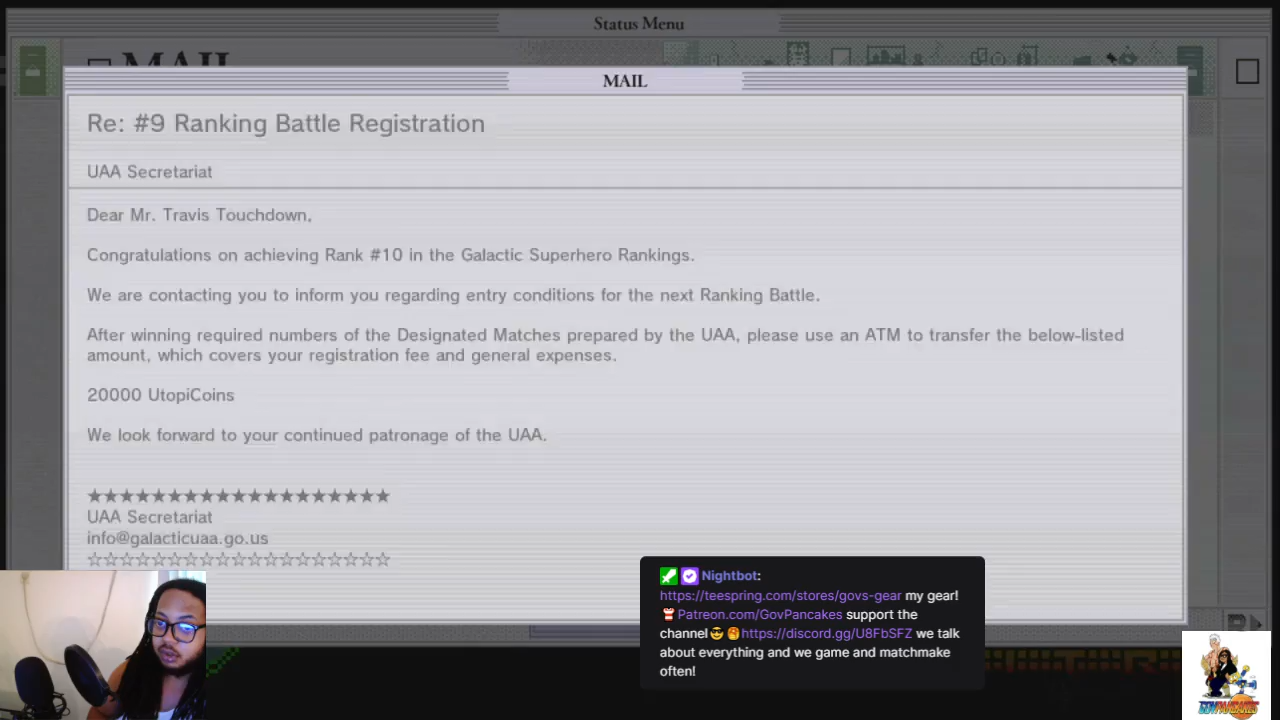 Status Menu
MAIL
MAIL
Re: #9 Ranking Battle Registration
UAA Secretariat
Dear Mr. Travis Touchdown,
Congratulations on achieving Rank #10 in the Galactic Superhero Rankings.
We are contacting you to inform you regarding entry conditions for the next Ranking Battle.
After winning required numbers of the Designated Matches prepared by the UAA, please use an ATM to transfer the below-listed
amount, which covers your registration fee and general expenses.
20000 UtopiCoins
We look forward to your continued patronage of the UAA.
★★★★★★★★★★★★★★★★★★★
UAA Secretariat
info@galacticuaa.go.us
☆☆☆☆☆☆☆☆☆☆☆☆☆☆☆☆☆☆☆
Nightbot:
https://teespring.com/stores/govs-gear my gear!
Patreon.com/GovPancakes support the
channel😎 ✊https://discord.gg/U8FbSFZ we talk
about everything and we game and matchmake
often!
R
GOVPANCAKES